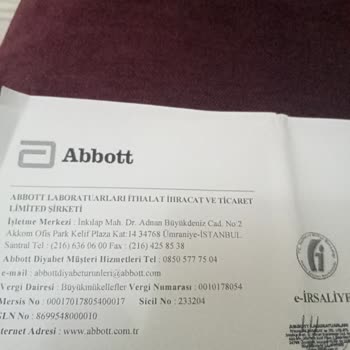 Abbott
ABBOTT LABORATUARLARI İTHALAT İHRACAT VE TİCARET
LİMİTED ŞİRKETİ
İşletme Merkezi : İnkılap Mah. Dr. Adnan Büyükdeniz Cad. No:2
Akkom Ofis Park Kelif Plaza Kat:14 34768 Ümraniye-İSTANBUL
Santral Tel : (216) 636 06 00 Fax : (216) 425 85 38
Abbott Diyabet Müşteri Hizmetleri Tel : 0850 577 75 04
e-mail : abbottdiyabeturunleri@abbott.com
Vergi Dairesi : Büyükmükellefler Vergi Numarası : 0010178054
Mersis No : 0001701780540001​7 Sicil No : 233204
GLN No : 8699548000010
nternet Adresi : www.abbott.com.tr
e-İRSALİYE